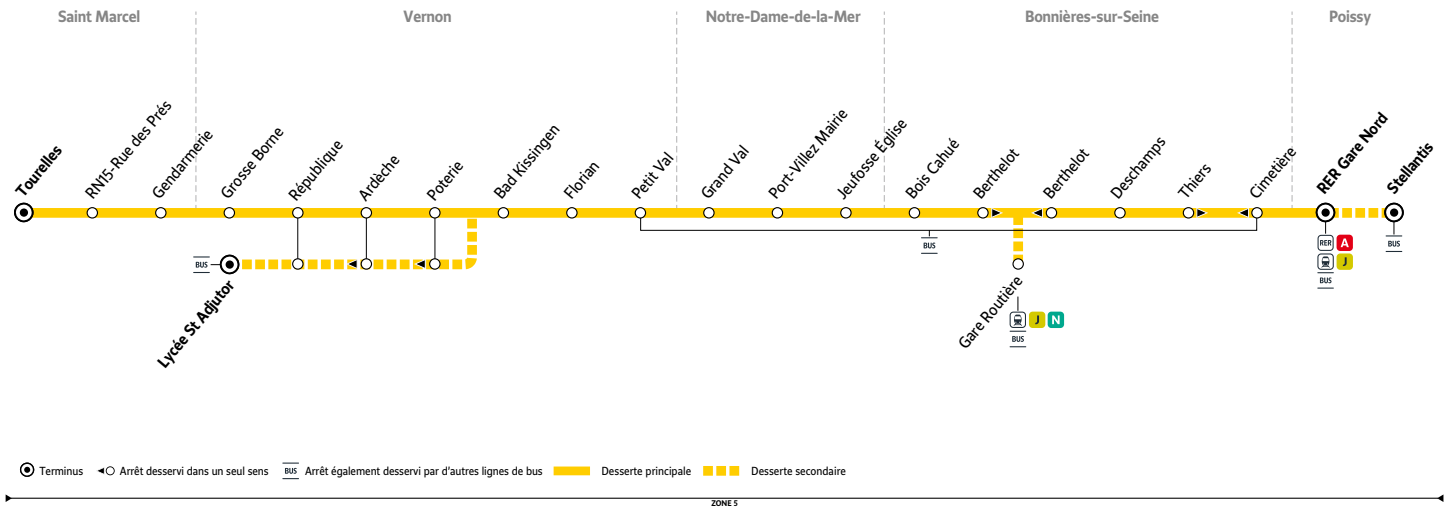 Saint Marcel
Vernon
Notre-Dame-de-la-Mer
Bonnières-sur-Seine
Poissy
Tourelles
RN15-Rue des Prés
Gendarmerie
Grosse Borne
République
Ardèche
Poterie
Bad Kissingen
Florian
Petit Val
Grand Val
Port-Villez Mairie
Jeufosse Église
Bois Cahué
Berthelot
Berthelot
Deschamps
Thiers
Cimetière
RER Gare Nord
Stellantis
BUS
BUS
RER A
J
BUS
BUS
Lycée St Adjutor
Gare Routière
J N
BUS
Terminus
Arrêt desservi dans un seul sens
BUS Arrêt également desservi par d'autres lignes de bus
Desserte principale
Desserte secondaire
ZONE 5